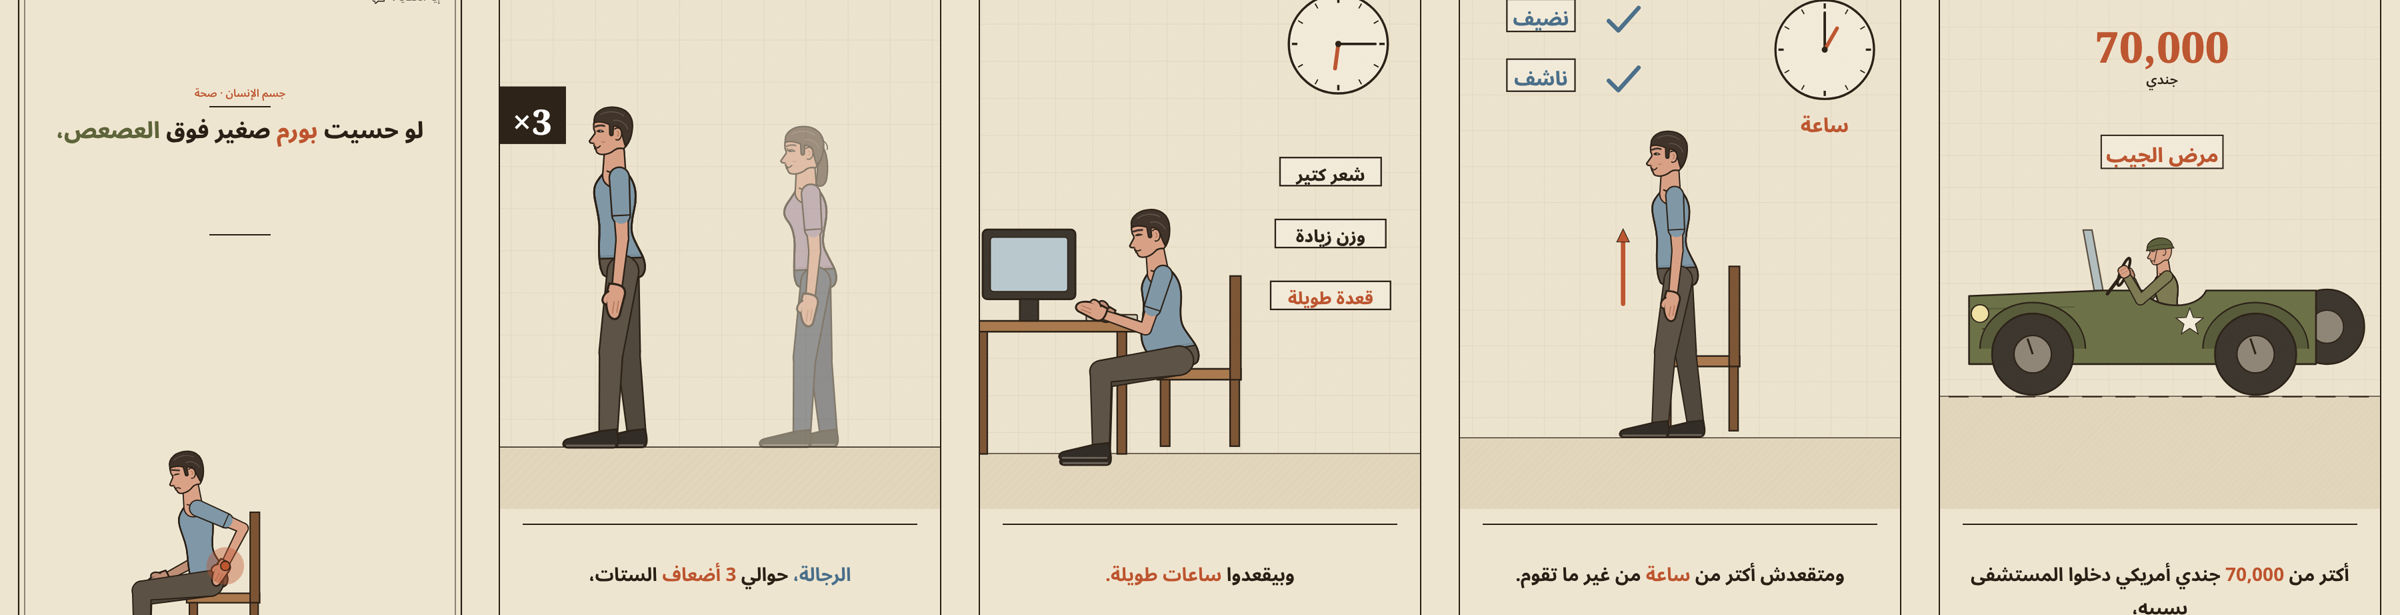 جسم الإنسان · صحة
لو حسيت بورم صغير فوق العصعص،
×3
الرجالة، حوالي 3 أضعاف الستات،
شعر كتير
وزن زيادة
قعدة طويلة
وبيقعدوا ساعات طويلة.
نضيف
ناشف
ساعة
ومتقعدش أكتر من ساعة من غير ما تقوم.
70,000
جندي
مرض الجيب
أكتر من 70,000 جندي أمريكي دخلوا المستشفى
بسببه،